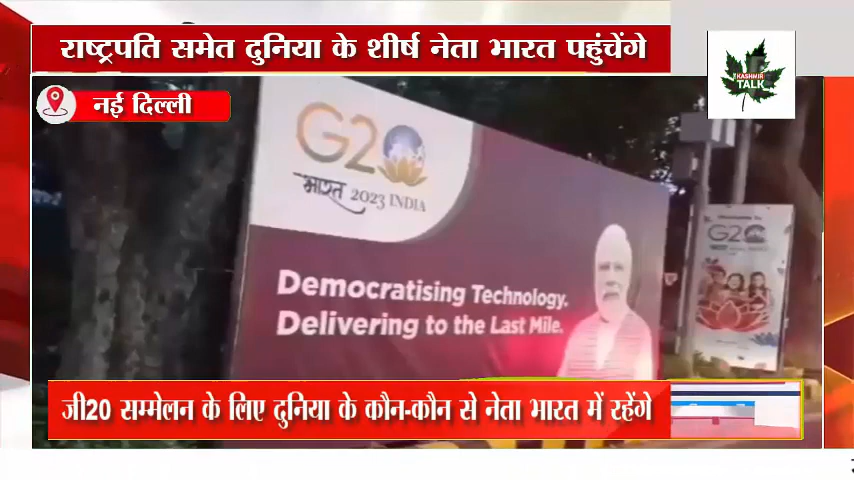 राष्ट्रपति समेत दुनिया के शीर्ष नेता भारत पहुंचेंगे
KASHMIR
TALK
नई दिल्ली
G20
भारत 2023 INDIA
G20
Democratising Technology.
Delivering to the Last Mile.
जी20 सम्मेलन के लिए दुनिया के कौन-कौन से नेता भारत में रहेंगे